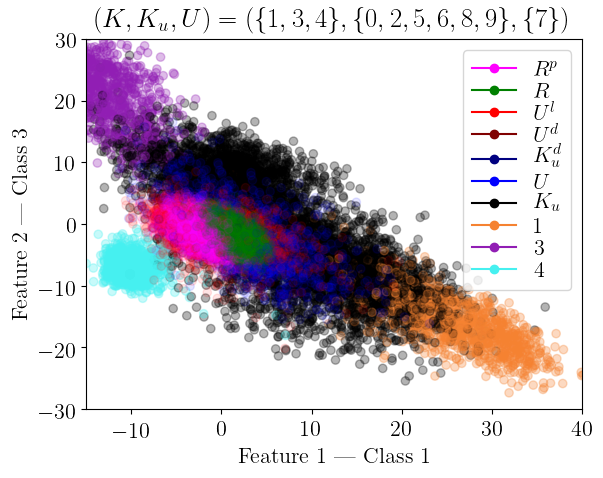 (K, K_u, U) = ({1, 3, 4}, {0, 2, 5, 6, 8, 9}, {7})
30
20
10
0
−10
−20
−30
Feature 2 — Class 3
R^p
R
U^l
U^d
K_u^d
U
K_u
1
3
4
−10
0
10
20
30
40
Feature 1 — Class 1